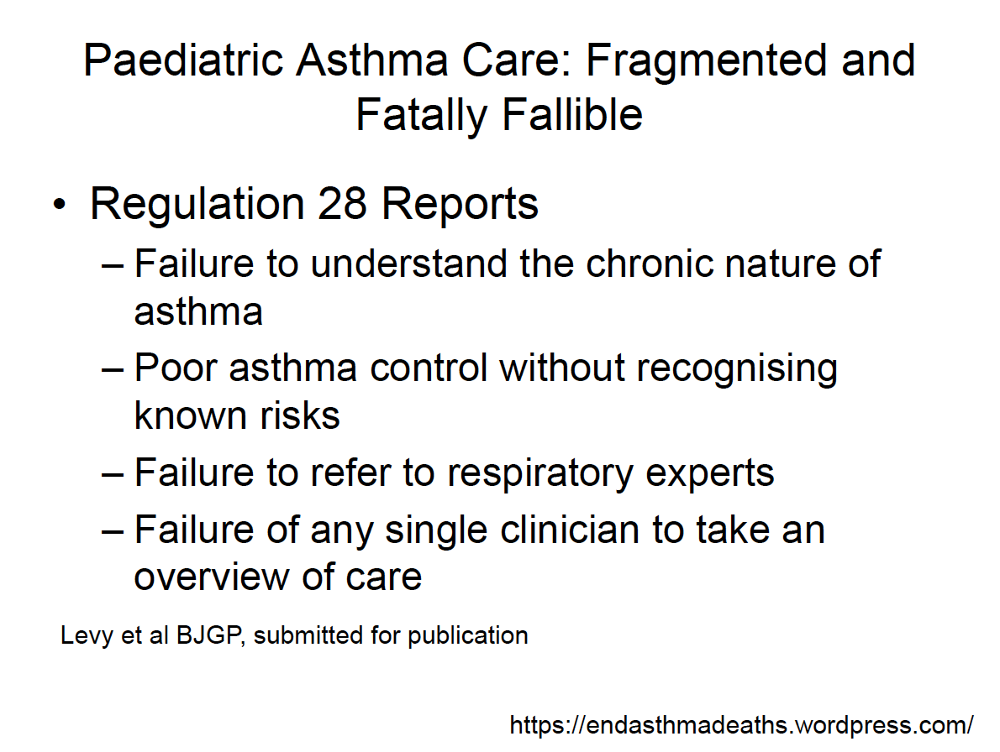 Paediatric Asthma Care: Fragmented and
Fatally Fallible
• Regulation 28 Reports
– Failure to understand the chronic nature of
asthma
– Poor asthma control without recognising
known risks
– Failure to refer to respiratory experts
– Failure of any single clinician to take an
overview of care
Levy et al BJGP, submitted for publication
https://endasthmadeaths.wordpress.com/